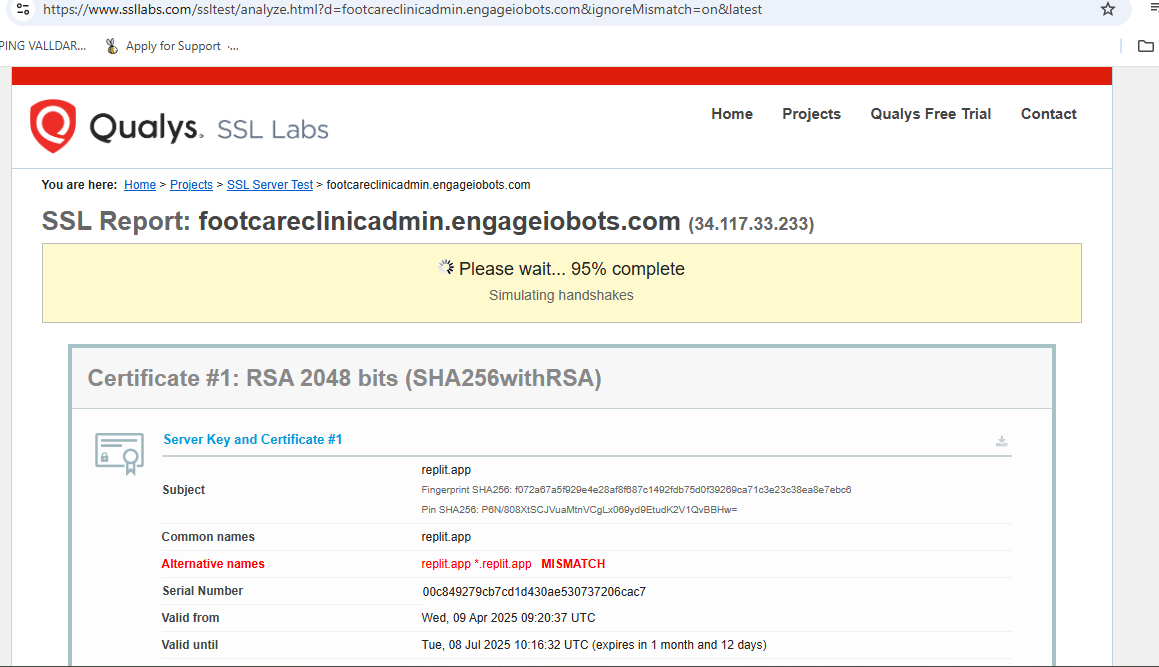 https://www.ssllabs.com/ssltest/analyze.html?d=footcareclinicadmin.engageiobots.com&ignoreMismatch=on&latest
PING VALLDAR... Apply for Support -...
Qualys. SSL Labs
Home Projects Qualys Free Trial Contact
You are here: Home > Projects > SSL Server Test > footcareclinicadmin.engageiobots.com
SSL Report: footcareclinicadmin.engageiobots.com (34.117.33.233)
Please wait... 95% complete
Simulating handshakes
Certificate #1: RSA 2048 bits (SHA256withRSA)
Server Key and Certificate #1
Subject
replit.app
Fingerprint SHA256: f072a67a5f929e4e28af8f687c1492fdb75d0f39269ca71c3e23c38ea8e7ebc6
Pin SHA256: P6N/808XtSCJVuaMtnVCgLx069yd9EtudK2V1QvBBHw=
Common names replit.app
Alternative names replit.app *.replit.app MISMATCH
Serial Number 00c849279cb7cd1d430ae530737206cac7
Valid from Wed, 09 Apr 2025 09:20:37 UTC
Valid until Tue, 08 Jul 2025 10:16:32 UTC (expires in 1 month and 12 days)